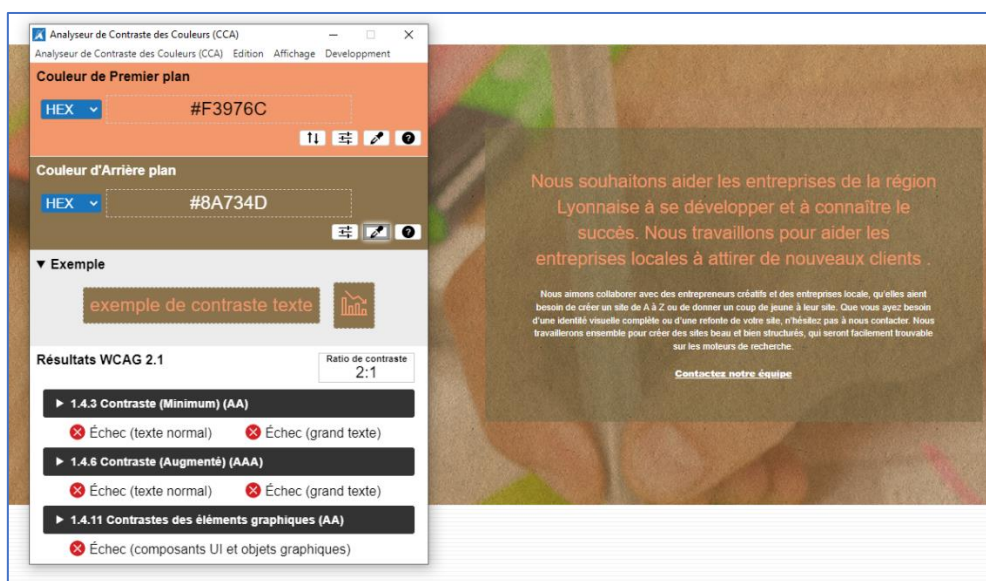 Analyseur de Contraste des Couleurs (CCA)
Analyseur de Contraste des Couleurs (CCA) Edition Affichage Developpment
Couleur de Premier plan
HEX #F3976C
Couleur d'Arrière plan
HEX #8A734D
▼ Exemple
exemple de contraste texte
Résultats WCAG 2.1
Ratio de contraste
2:1
▶ 1.4.3 Contraste (Minimum) (AA)
Échec (texte normal) Échec (grand texte)
▶ 1.4.6 Contraste (Augmenté) (AAA)
Échec (texte normal) Échec (grand texte)
▶ 1.4.11 Contrastes des éléments graphiques (AA)
Échec (composants UI et objets graphiques)
Nous souhaitons aider les entreprises de la région
Lyonnaise à se développer et à connaître le
succès. Nous travaillons pour aider les
entreprises locales à attirer de nouveaux clients .
Nous aimons collaborer avec des entrepreneurs créatifs et des entreprises locale, qu'elles aient
besoin de créer un site de A à Z ou de donner un coup de jeune à leur site. Que vous ayez besoin
d'une identité visuelle complète ou d'une refonte de votre site, n'hésitez pas à nous contacter. Nous
travaillerons ensemble pour créer des sites beau et bien structurés, qui seront facilement trouvable
sur les moteurs de recherche.
Contactez notre équipe